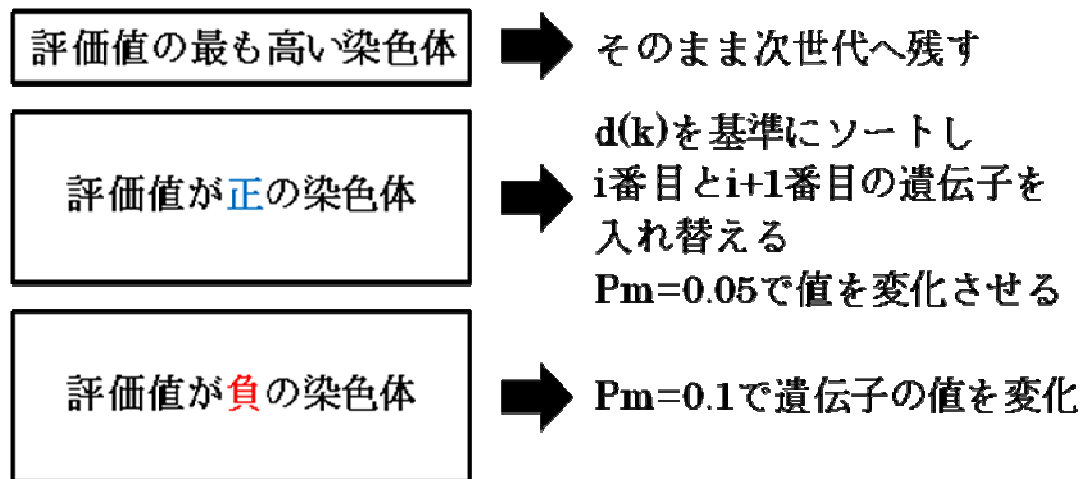 評価値の最も高い染色体
そのまま次世代へ残す
評価値が正の染色体
d(k)を基準にソートし
i番目とi+1番目の遺伝子を
入れ替える
Pm=0.05で値を変化させる
評価値が負の染色体
Pm=0.1で遺伝子の値を変化